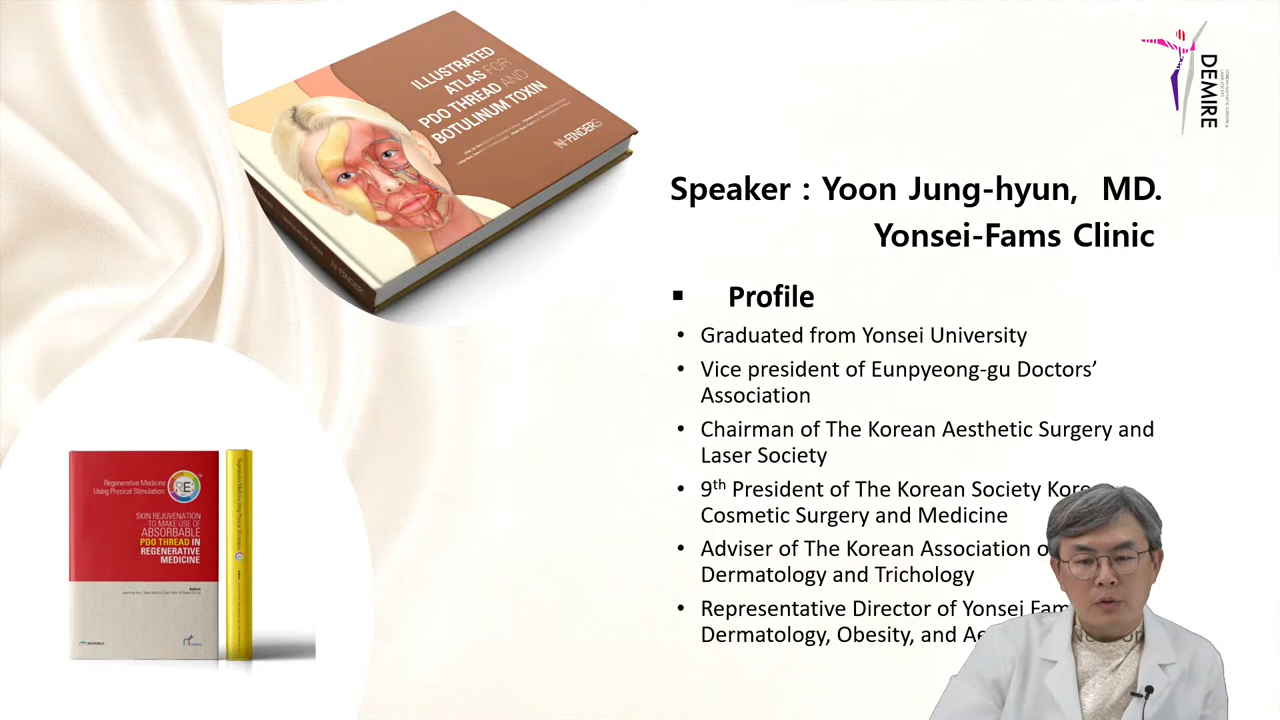 ILLUSTRATED
ATLAS FOR
PDO THREAD AND
BOTULINUM TOXIN
N-FINDERS
DEMIRE
Speaker : Yoon Jung-hyun, MD.
Yonsei-Fams Clinic
▪ Profile
• Graduated from Yonsei University
• Vice president of Eunpyeong-gu Doctors’
Association
• Chairman of The Korean Aesthetic Surgery and
Laser Society
• 9th President of The Korean Society
Cosmetic Surgery and Medicine
• Adviser of The Korean Association
Dermatology and Trichology
• Representative Director of Yonsei
Dermatology, Obesity, and
Regenerative Medicine
Using Physical Stimulation:
RE:
SKIN REJUVENATION
TO MAKE USE OF
ABSORBABLE
PDO THREAD IN
REGENERATIVE
MEDICINE